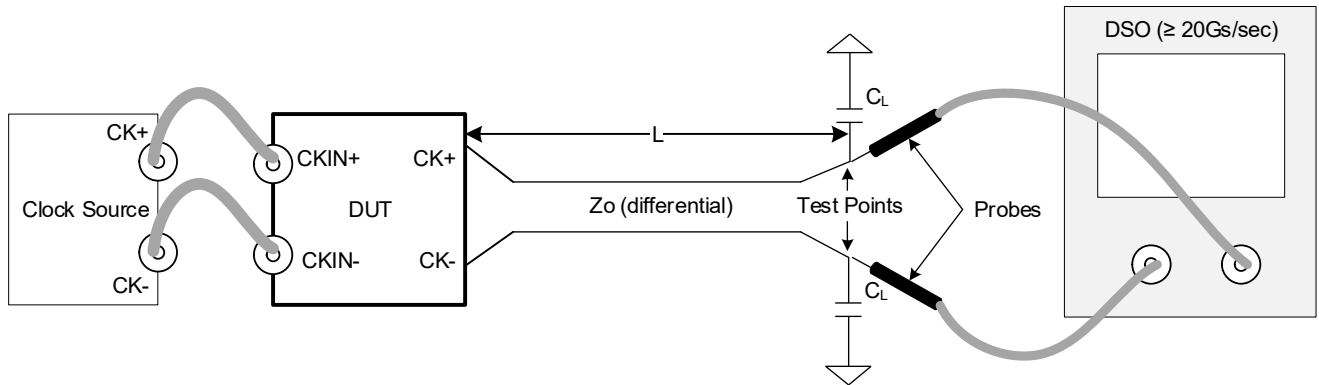 DSO (≥ 20Gs/sec)
CL
CK+
L
CKIN+
CK+
Clock Source
DUT
Zo (differential)
Test Points
Probes
CKIN-
CK-
CK-
CL